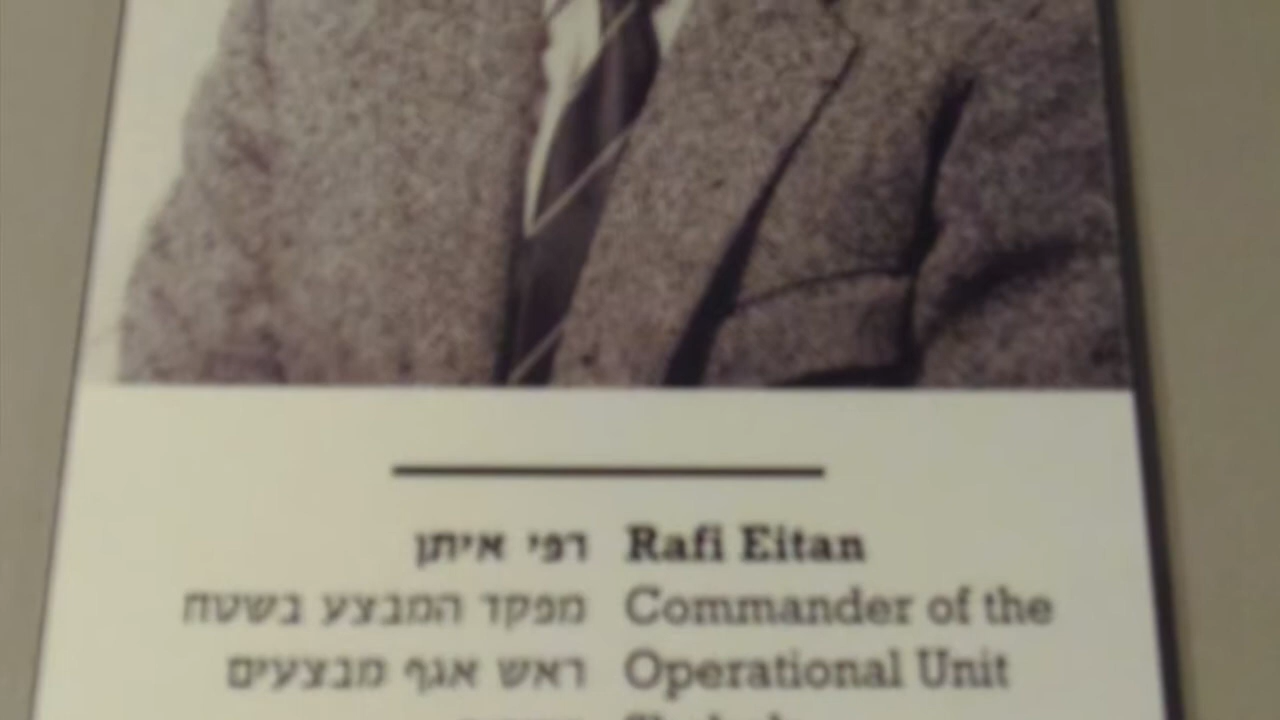 רפי איתן Rafi Eitan
מפקד המבצע בשטח Commander of the
ראש אגף מבצעים Operational Unit